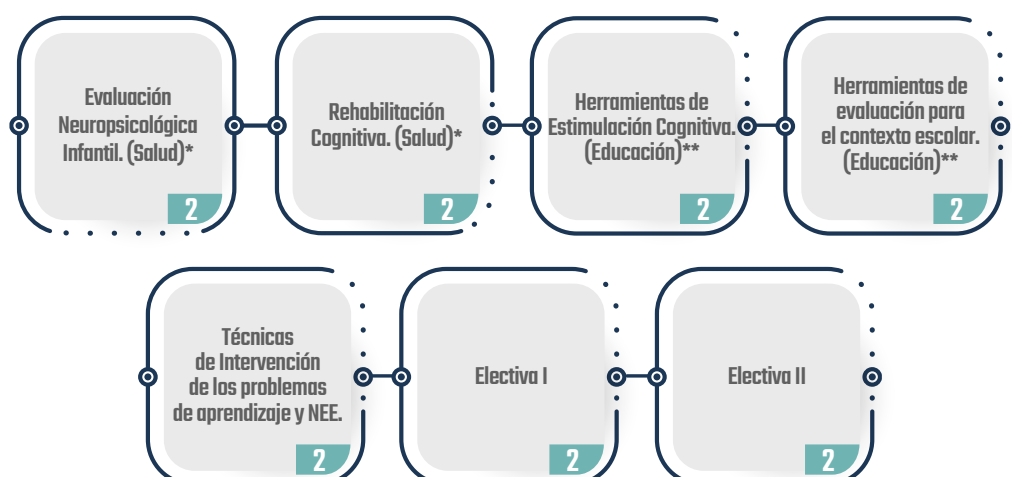 Evaluación
Neuropsicológica
Infantil. (Salud)*
2
Rehabilitación
Cognitiva. (Salud)*
2
Herramientas de
Estimulación Cognitiva.
(Educación)**
2
Herramientas de
evaluación para
el contexto escolar.
(Educación)**
2
Técnicas
de Intervención
de los problemas
de aprendizaje y NEE.
2
Electiva I
2
Electiva II
2